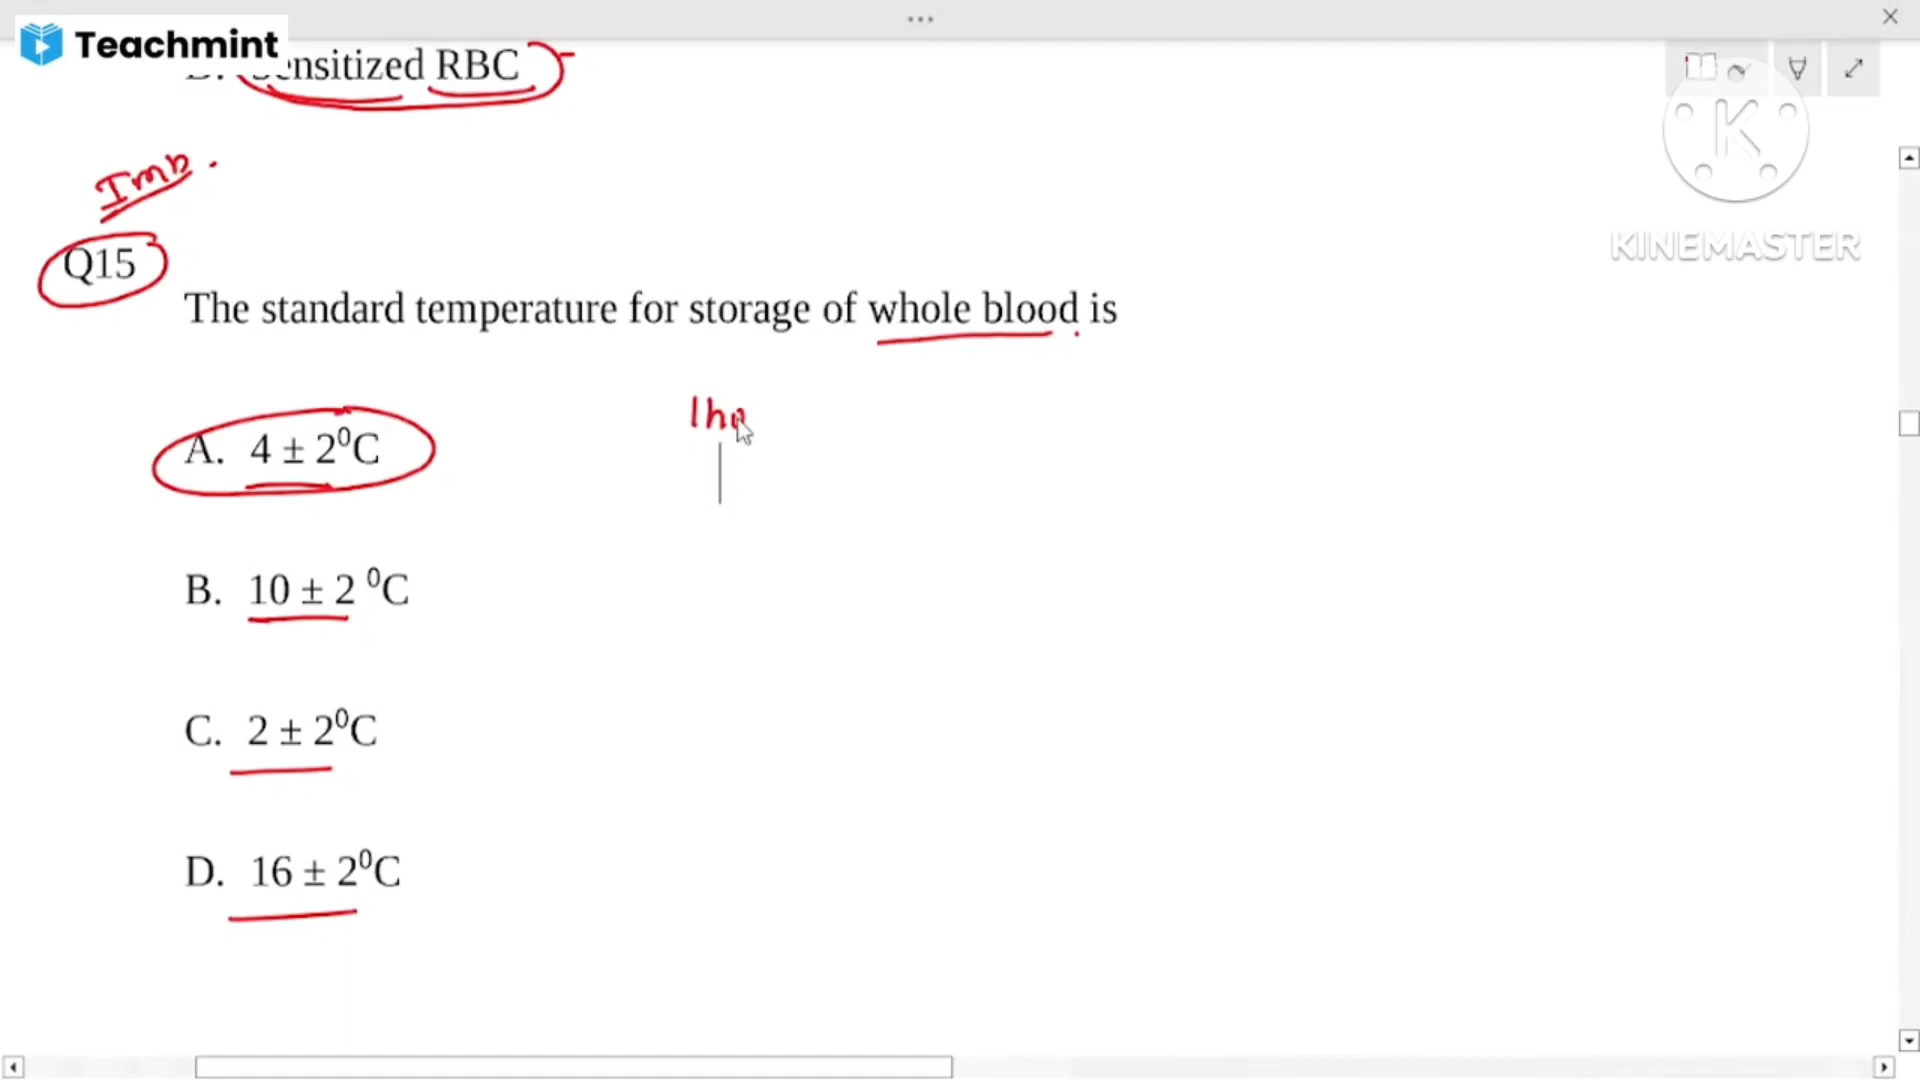 Teachmint
Sensitized RBC
Imp.
Q15
KINEMASTER
The standard temperature for storage of whole blood is
A. 4 ± 2⁰C
B. 10 ± 2 ⁰C
C. 2 ± 2⁰C
D. 16 ± 2⁰C